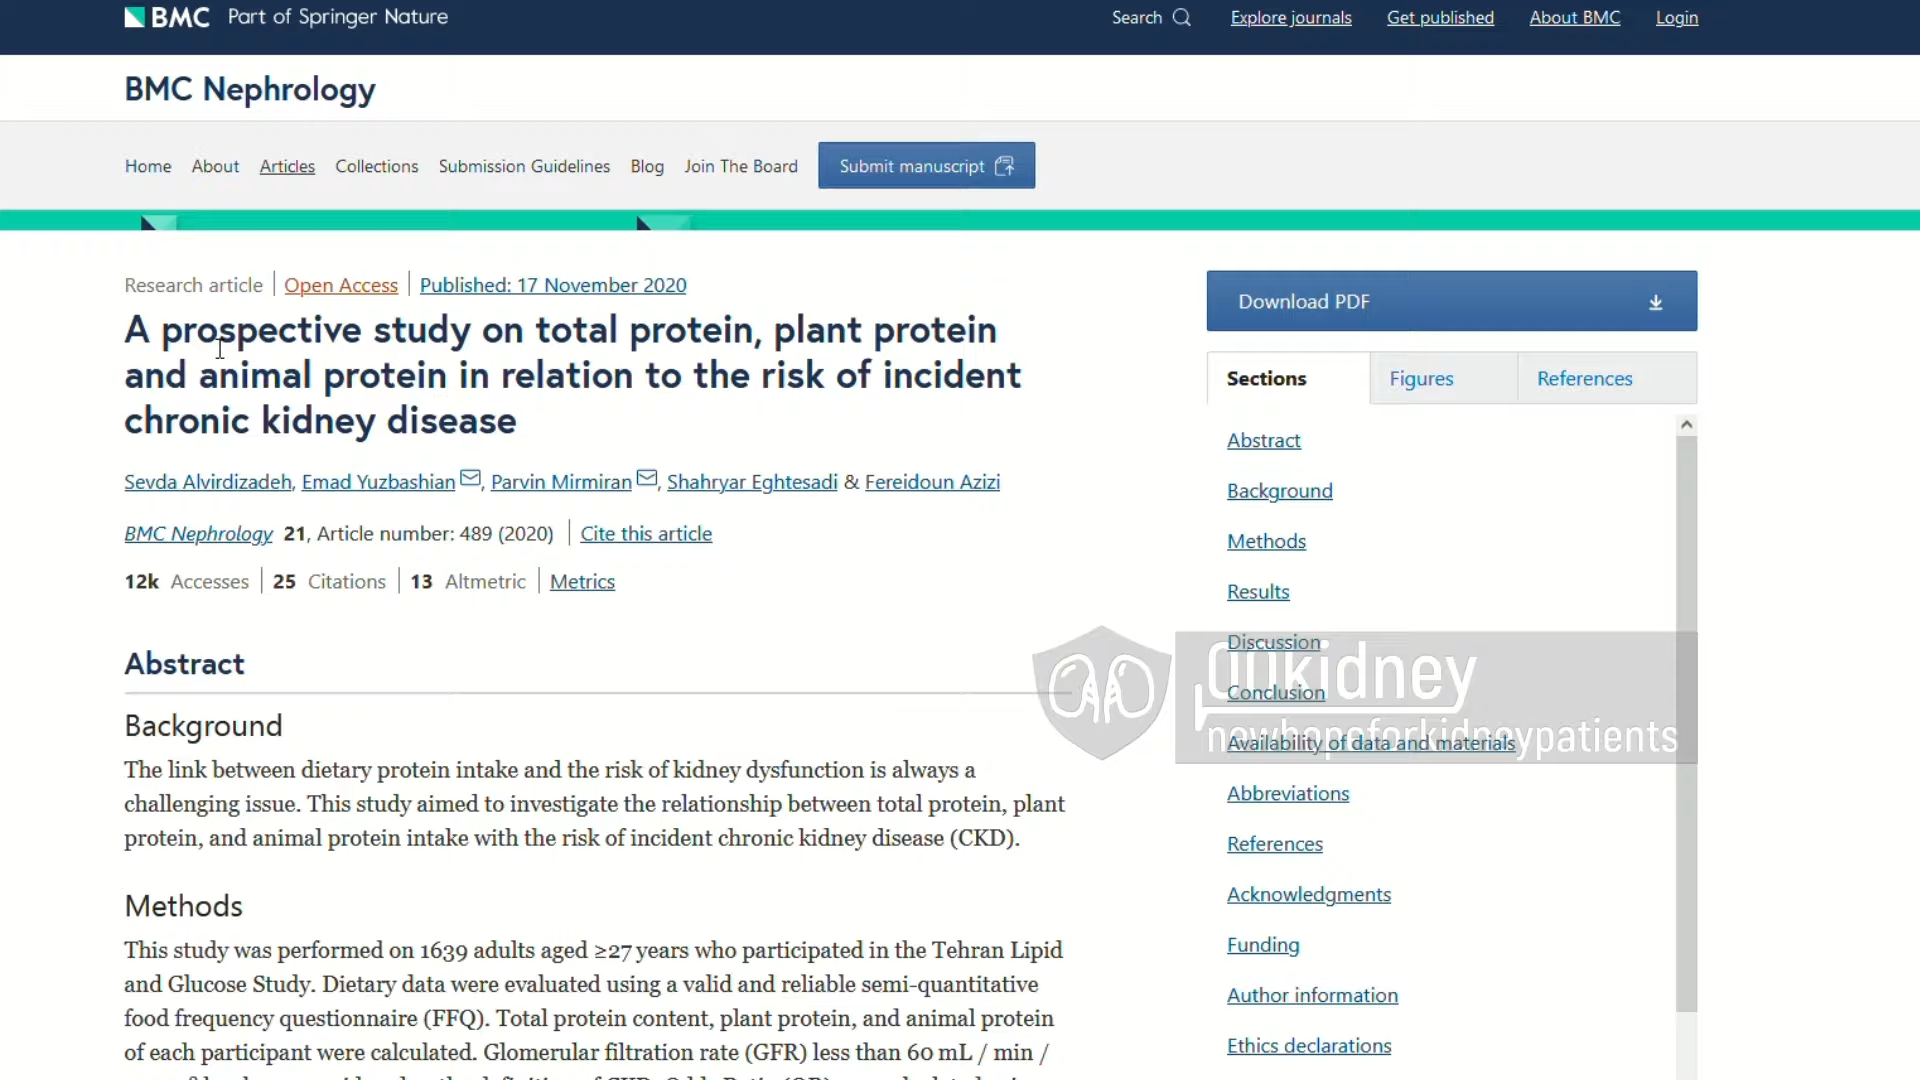 BMC Part of Springer Nature
Search Explore journals Get published About BMC Login
BMC Nephrology
Home About Articles Collections Submission Guidelines Blog Join The Board Submit manuscript
Research article Open Access Published: 17 November 2020
A prospective study on total protein, plant protein
and animal protein in relation to the risk of incident
chronic kidney disease
Sevda Alvirdizadeh, Emad Yuzbashian, Parvin Mirmiran, Shahryar Eghtesadi & Fereidoun Azizi
BMC Nephrology 21, Article number: 489 (2020) Cite this article
12k Accesses 25 Citations 13 Altmetric Metrics
Abstract
Background
The link between dietary protein intake and the risk of kidney dysfunction is always a
challenging issue. This study aimed to investigate the relationship between total protein, plant
protein, and animal protein intake with the risk of incident chronic kidney disease (CKD).
Methods
This study was performed on 1639 adults aged ≥27 years who participated in the Tehran Lipid
and Glucose Study. Dietary data were evaluated using a valid and reliable semi-quantitative
food frequency questionnaire (FFQ). Total protein content, plant protein, and animal protein
of each participant were calculated. Glomerular filtration rate (GFR) less than 60 mL / min /
Download PDF
Sections Figures References
Abstract
Background
Methods
Results
Discussion
Conclusion
Availability of data and materials
Abbreviations
References
Acknowledgments
Funding
Author information
Ethics declarations
kidney
newhopeforkidneypatients